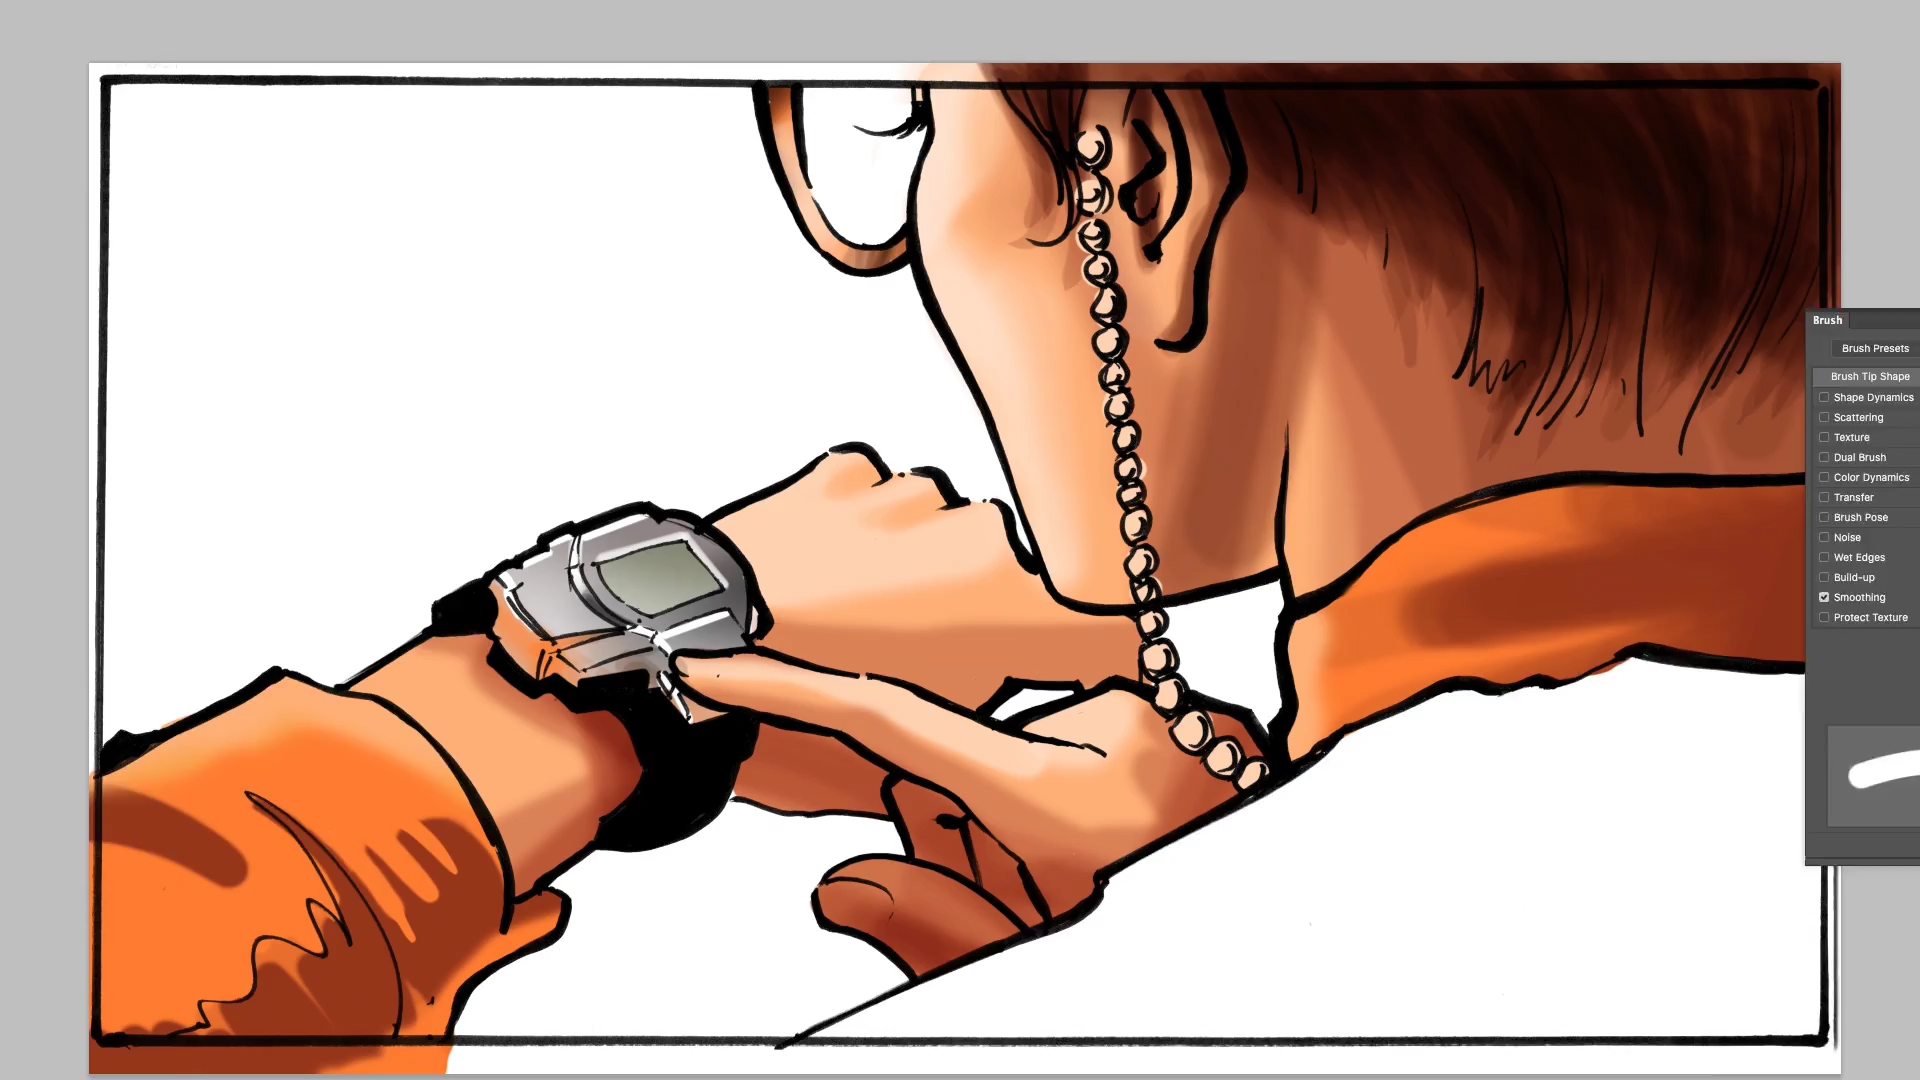 Brush
Brush Presets
Brush Tip Shape
Shape Dynamics
Scattering
Texture
Dual Brush
Color Dynamics
Transfer
Brush Pose
Noise
Wet Edges
Build-up
Smoothing
Protect Texture